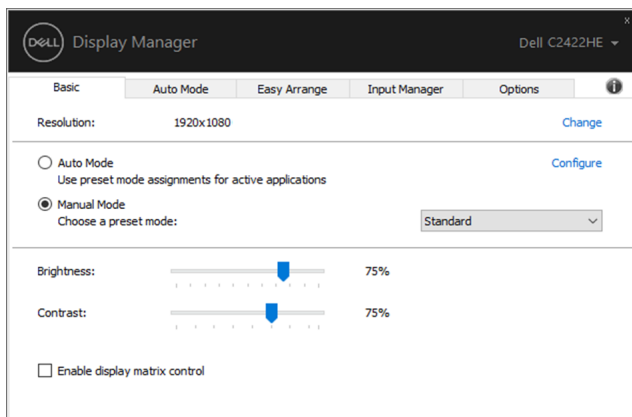 x
DELL Display Manager Dell C2422HE
Basic Auto Mode Easy Arrange Input Manager Options i
Resolution: 1920x1080 Change
Auto Mode Configure
Use preset mode assignments for active applications
Manual Mode
Choose a preset mode: Standard
Brightness: 75%
Contrast: 75%
Enable display matrix control